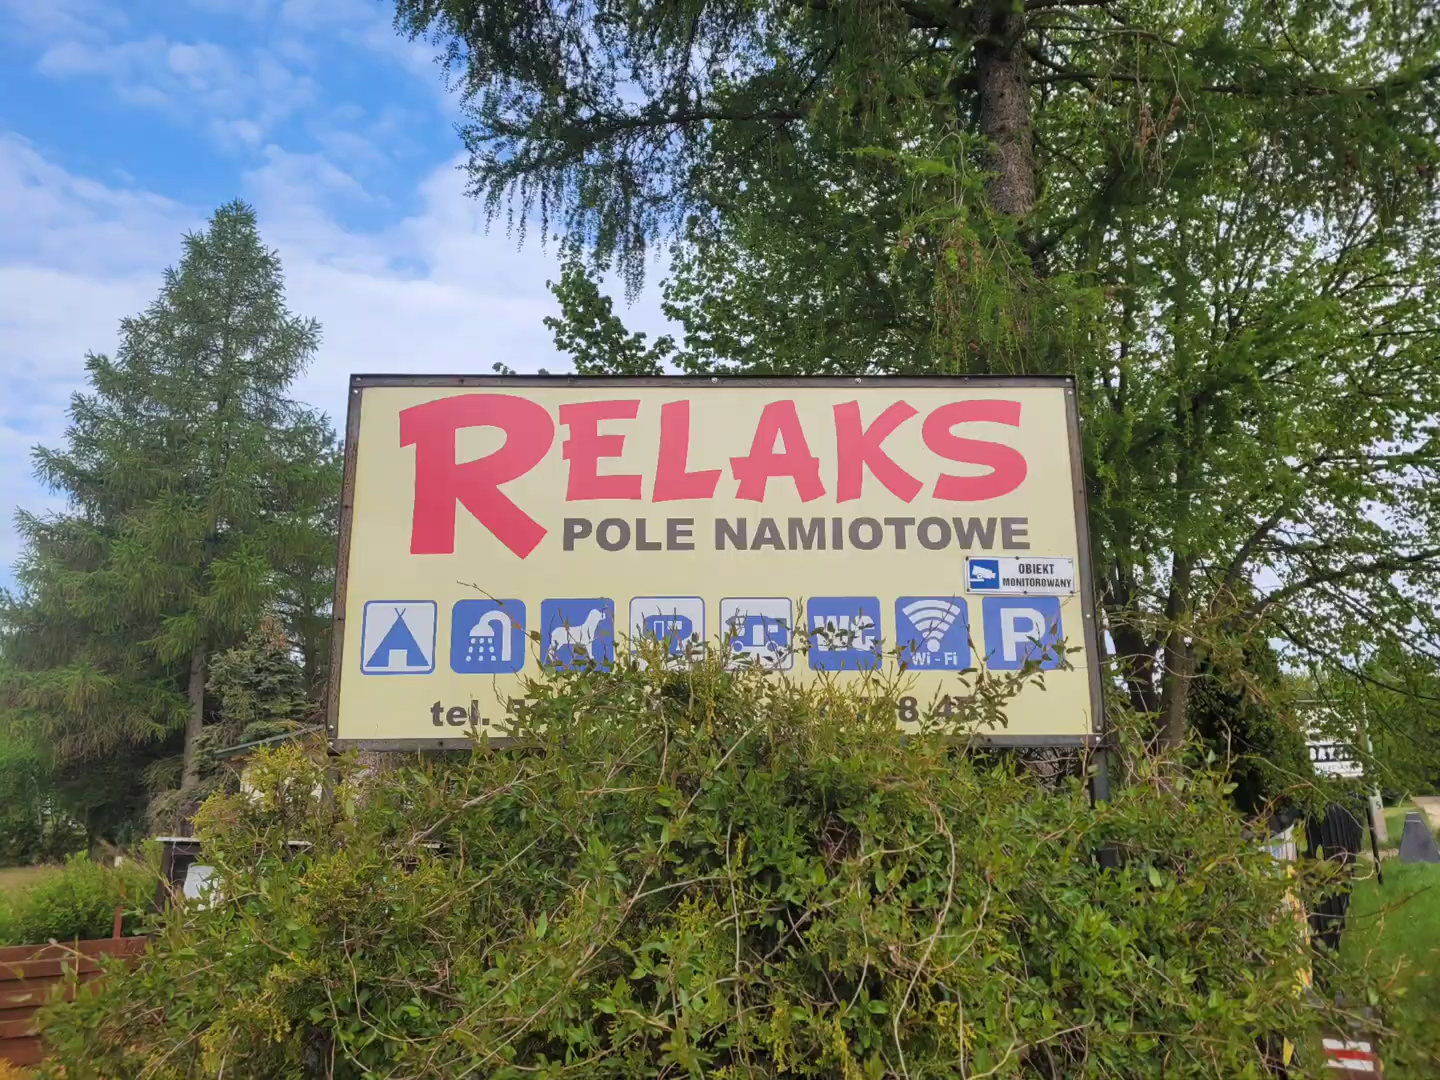 RELAKS
POLE NAMIOTOWE
OBIEKT
MONITOROWANY
WC
Wi - Fi
P
tel.